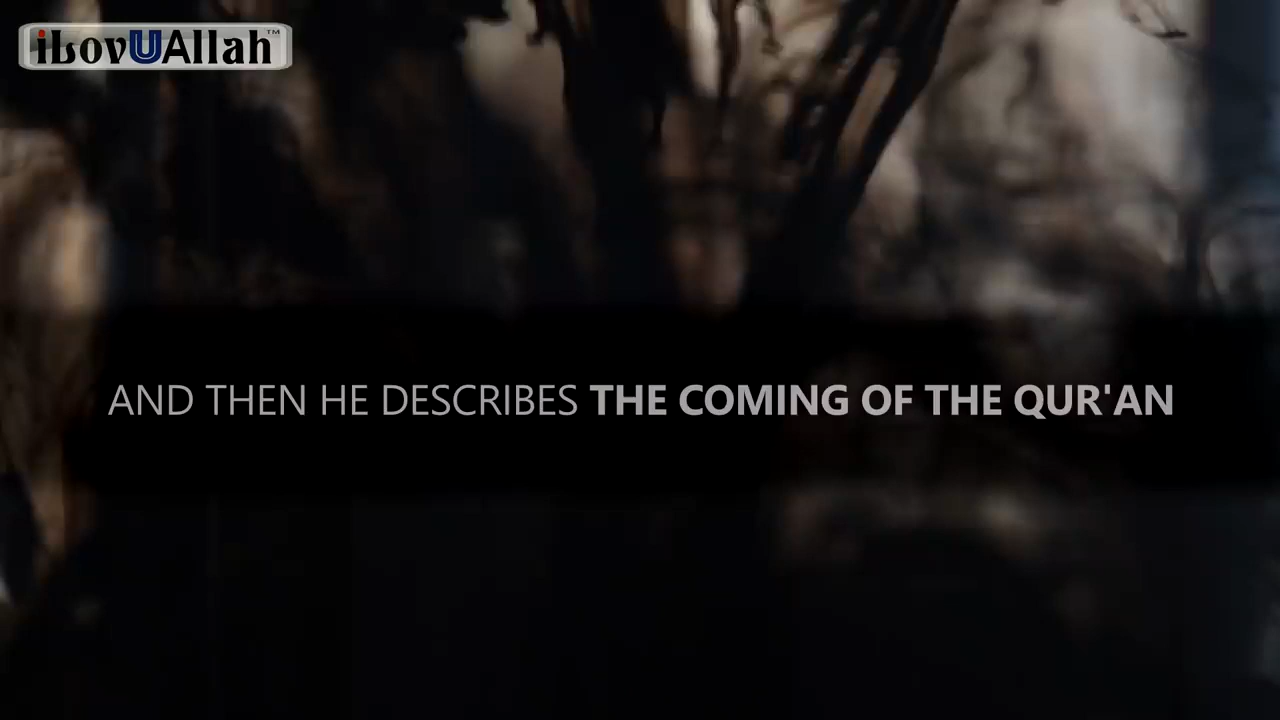 iLovUAllah™
AND THEN HE DESCRIBES THE COMING OF THE QUR'AN